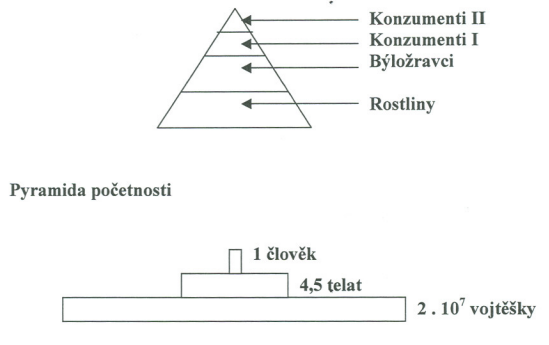 Konzumenti II
Konzumenti I
Býložravci
Rostliny
Pyramida početnosti
1 člověk
4,5 telat
2 . 10⁷ vojtěšky